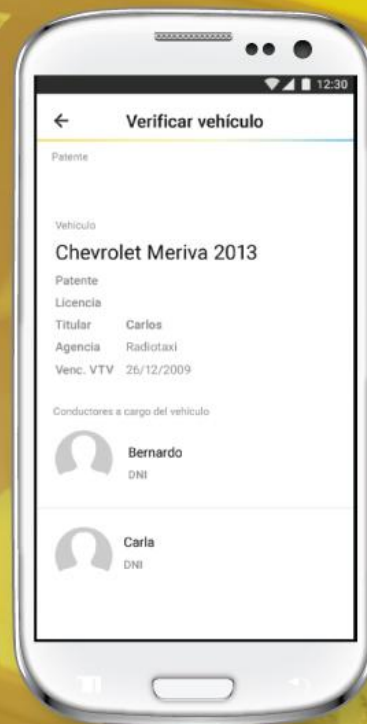 12:30
Verificar vehículo
Patente
Vehículo
Chevrolet Meriva 2013
Patente
Licencia
Titular Carlos
Agencia Radiotaxi
Venc. VTV 26/12/2009
Conductores a cargo del vehículo
Bernardo
DNI
Carla
DNI